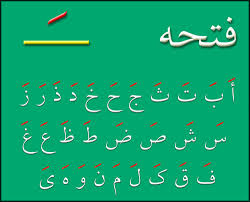 فتحه
أَ بَ تَ ثَ جَ حَ خَ دَ ذَ رَ زَ
سَ شَ صَ ضَ طَ ظَ عَ غَ
فَ قَ كَ لَ مَ نَ وَ هَ ىَ